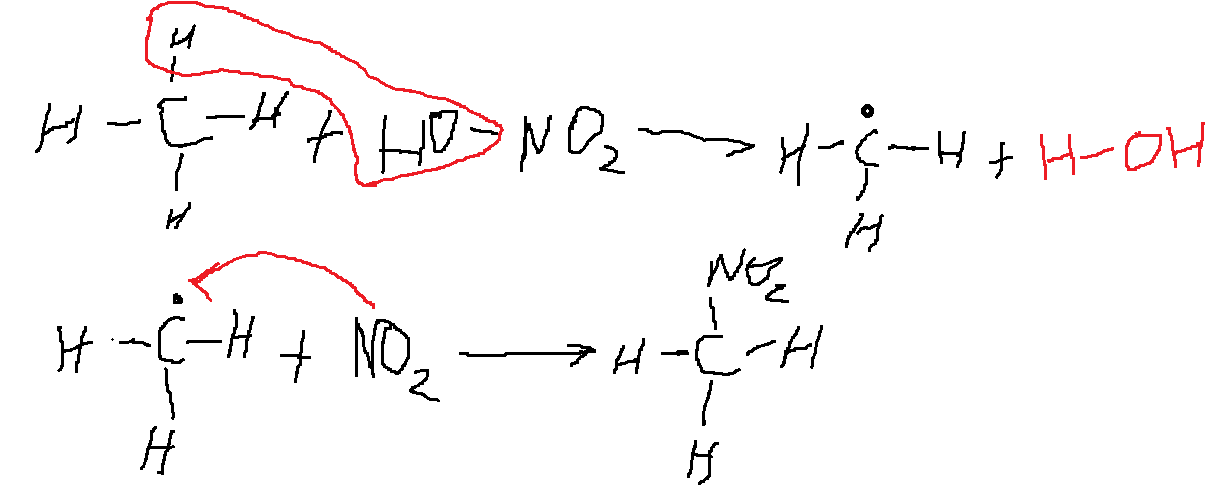 H
H - C - H + HO - NO2 → H - C - H + H - OH
H
H
NO2
H - C - H + NO2 → H - C - H
H
H